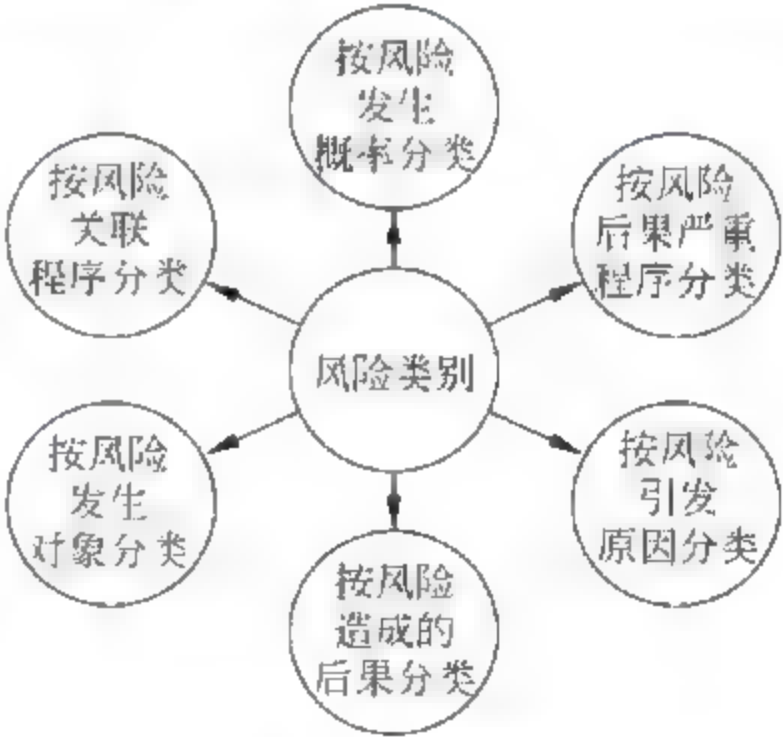 按风险
发生
概率分类
按风险
关联
程序分类
按风险
后果严重
程序分类
风险类别
按风险
发生
对象分类
按风险
引发
原因分类
按风险
造成的
后果分类